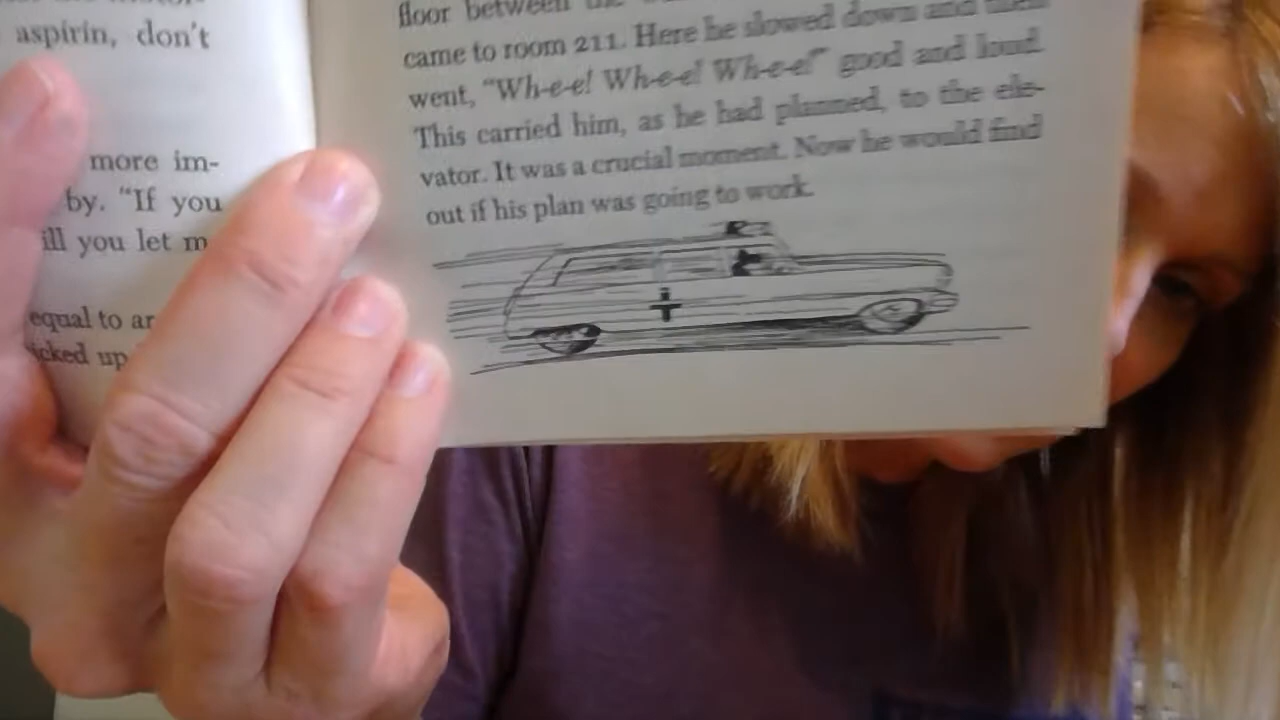 aspirin, don't
more im-
by. "If you
ill you let m
equal to ar
icked up
floor between the
came to room 211. Here he slowed down and then
went, "Wh-e-e! Wh-e-e! Wh-e-e!" good and loud.
This carried him, as he had planned, to the ele-
vator. It was a crucial moment. Now he would find
out if his plan was going to work.